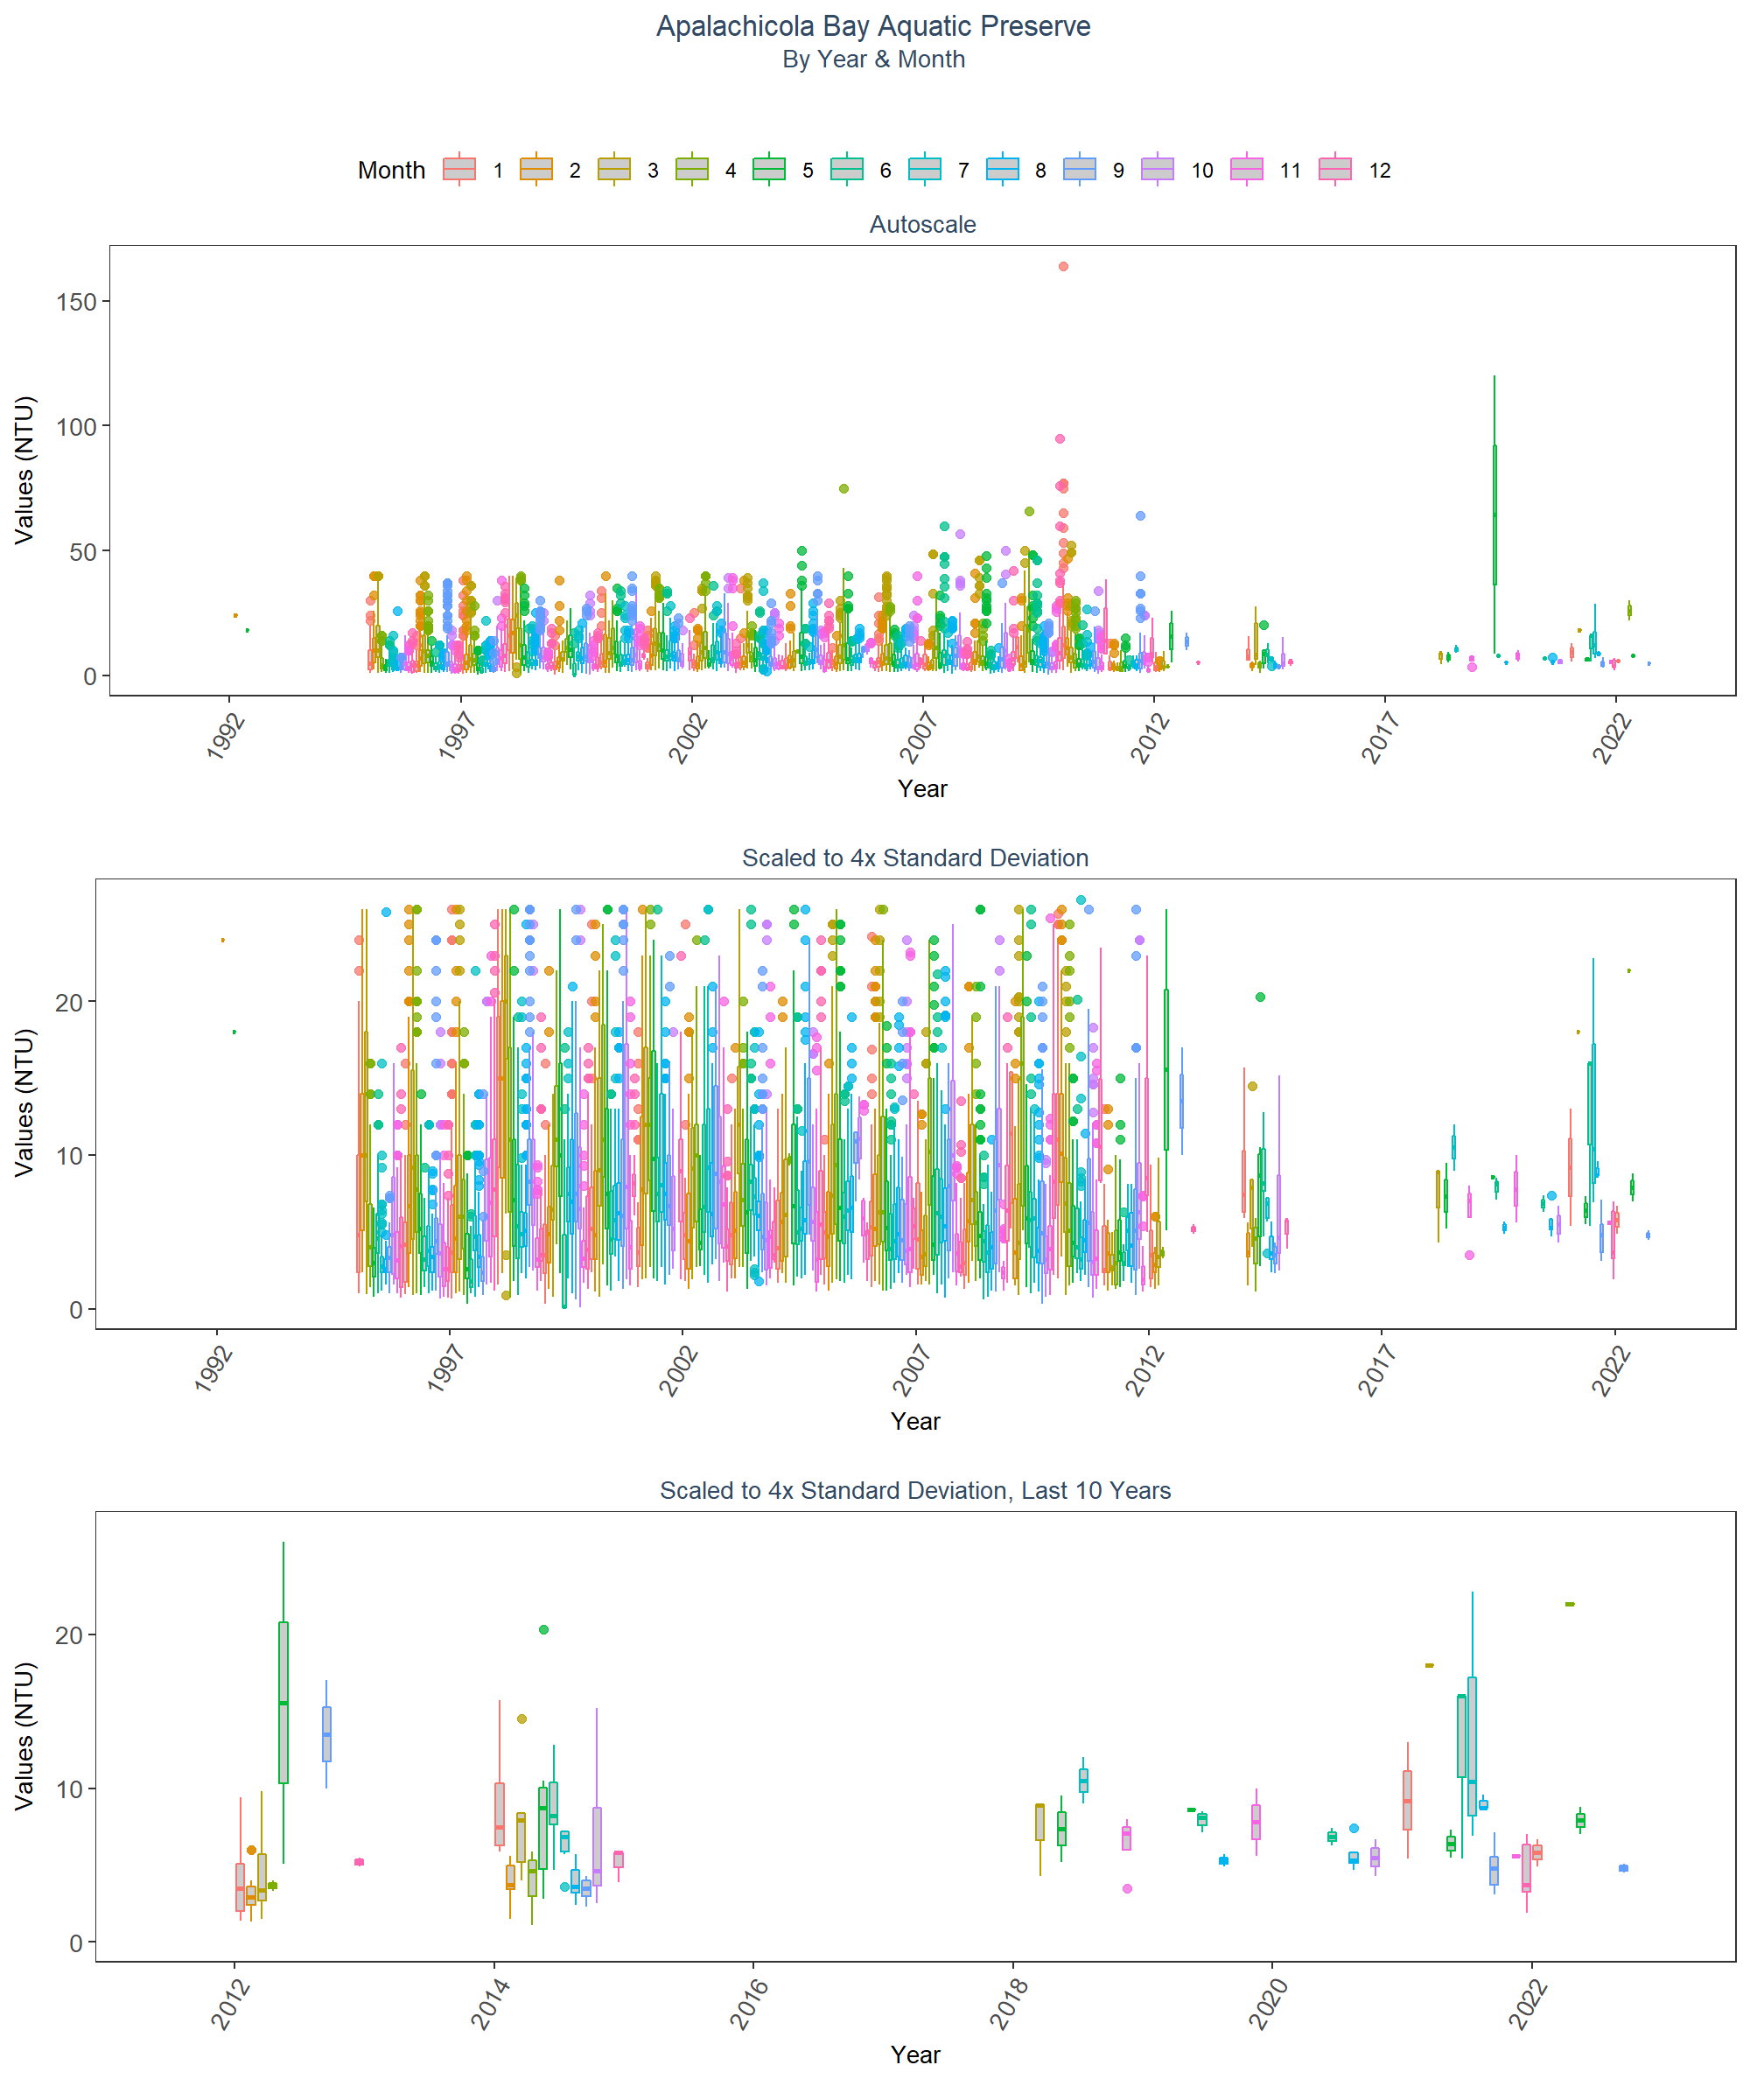 Apalachicola Bay Aquatic Preserve
By Year & Month
Month 1 2 3 4 5 6 7 8 9 10 11 12
Autoscale
Values (NTU)
150
100
50
0
1992 1997 2002 2007 2012 2017 2022
Year
Scaled to 4x Standard Deviation
Values (NTU)
20
10
0
1992 1997 2002 2007 2012 2017 2022
Year
Scaled to 4x Standard Deviation, Last 10 Years
Values (NTU)
20
10
0
2012 2014 2016 2018 2020 2022
Year